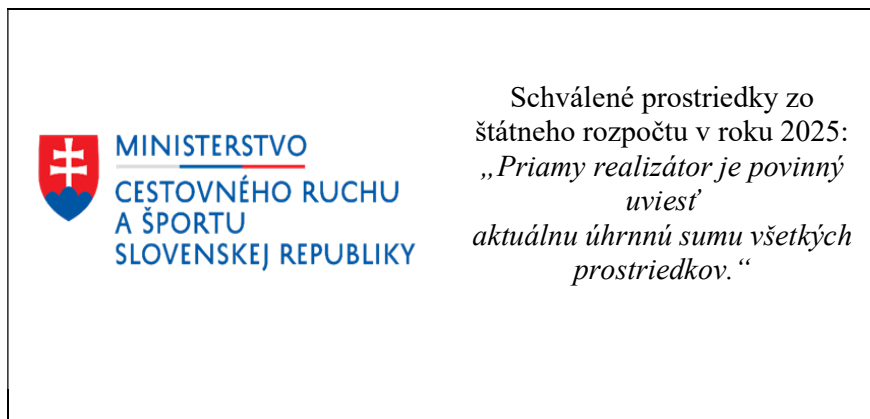 MINISTERSTVO
CESTOVNÉHO RUCHU
A ŠPORTU
SLOVENSKEJ REPUBLIKY
Schválené prostriedky zo
štátneho rozpočtu v roku 2025:
„Priamy realizátor je povinný
uviesť
aktuálnu úhrnnú sumu všetkých
prostriedkov.“